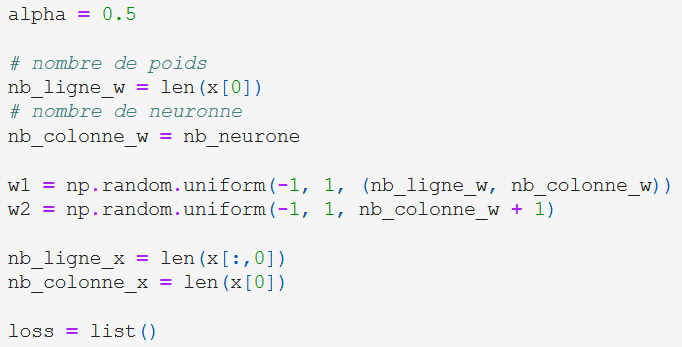 alpha = 0.5
# nombre de poids
nb_ligne_w = len(x[0])
# nombre de neuronne
nb_colonne_w = nb_neurone
w1 = np.random.uniform(-1, 1, (nb_ligne_w, nb_colonne_w))
w2 = np.random.uniform(-1, 1, nb_colonne_w + 1)
nb_ligne_x = len(x[:,0])
nb_colonne_x = len(x[0])
loss = list()